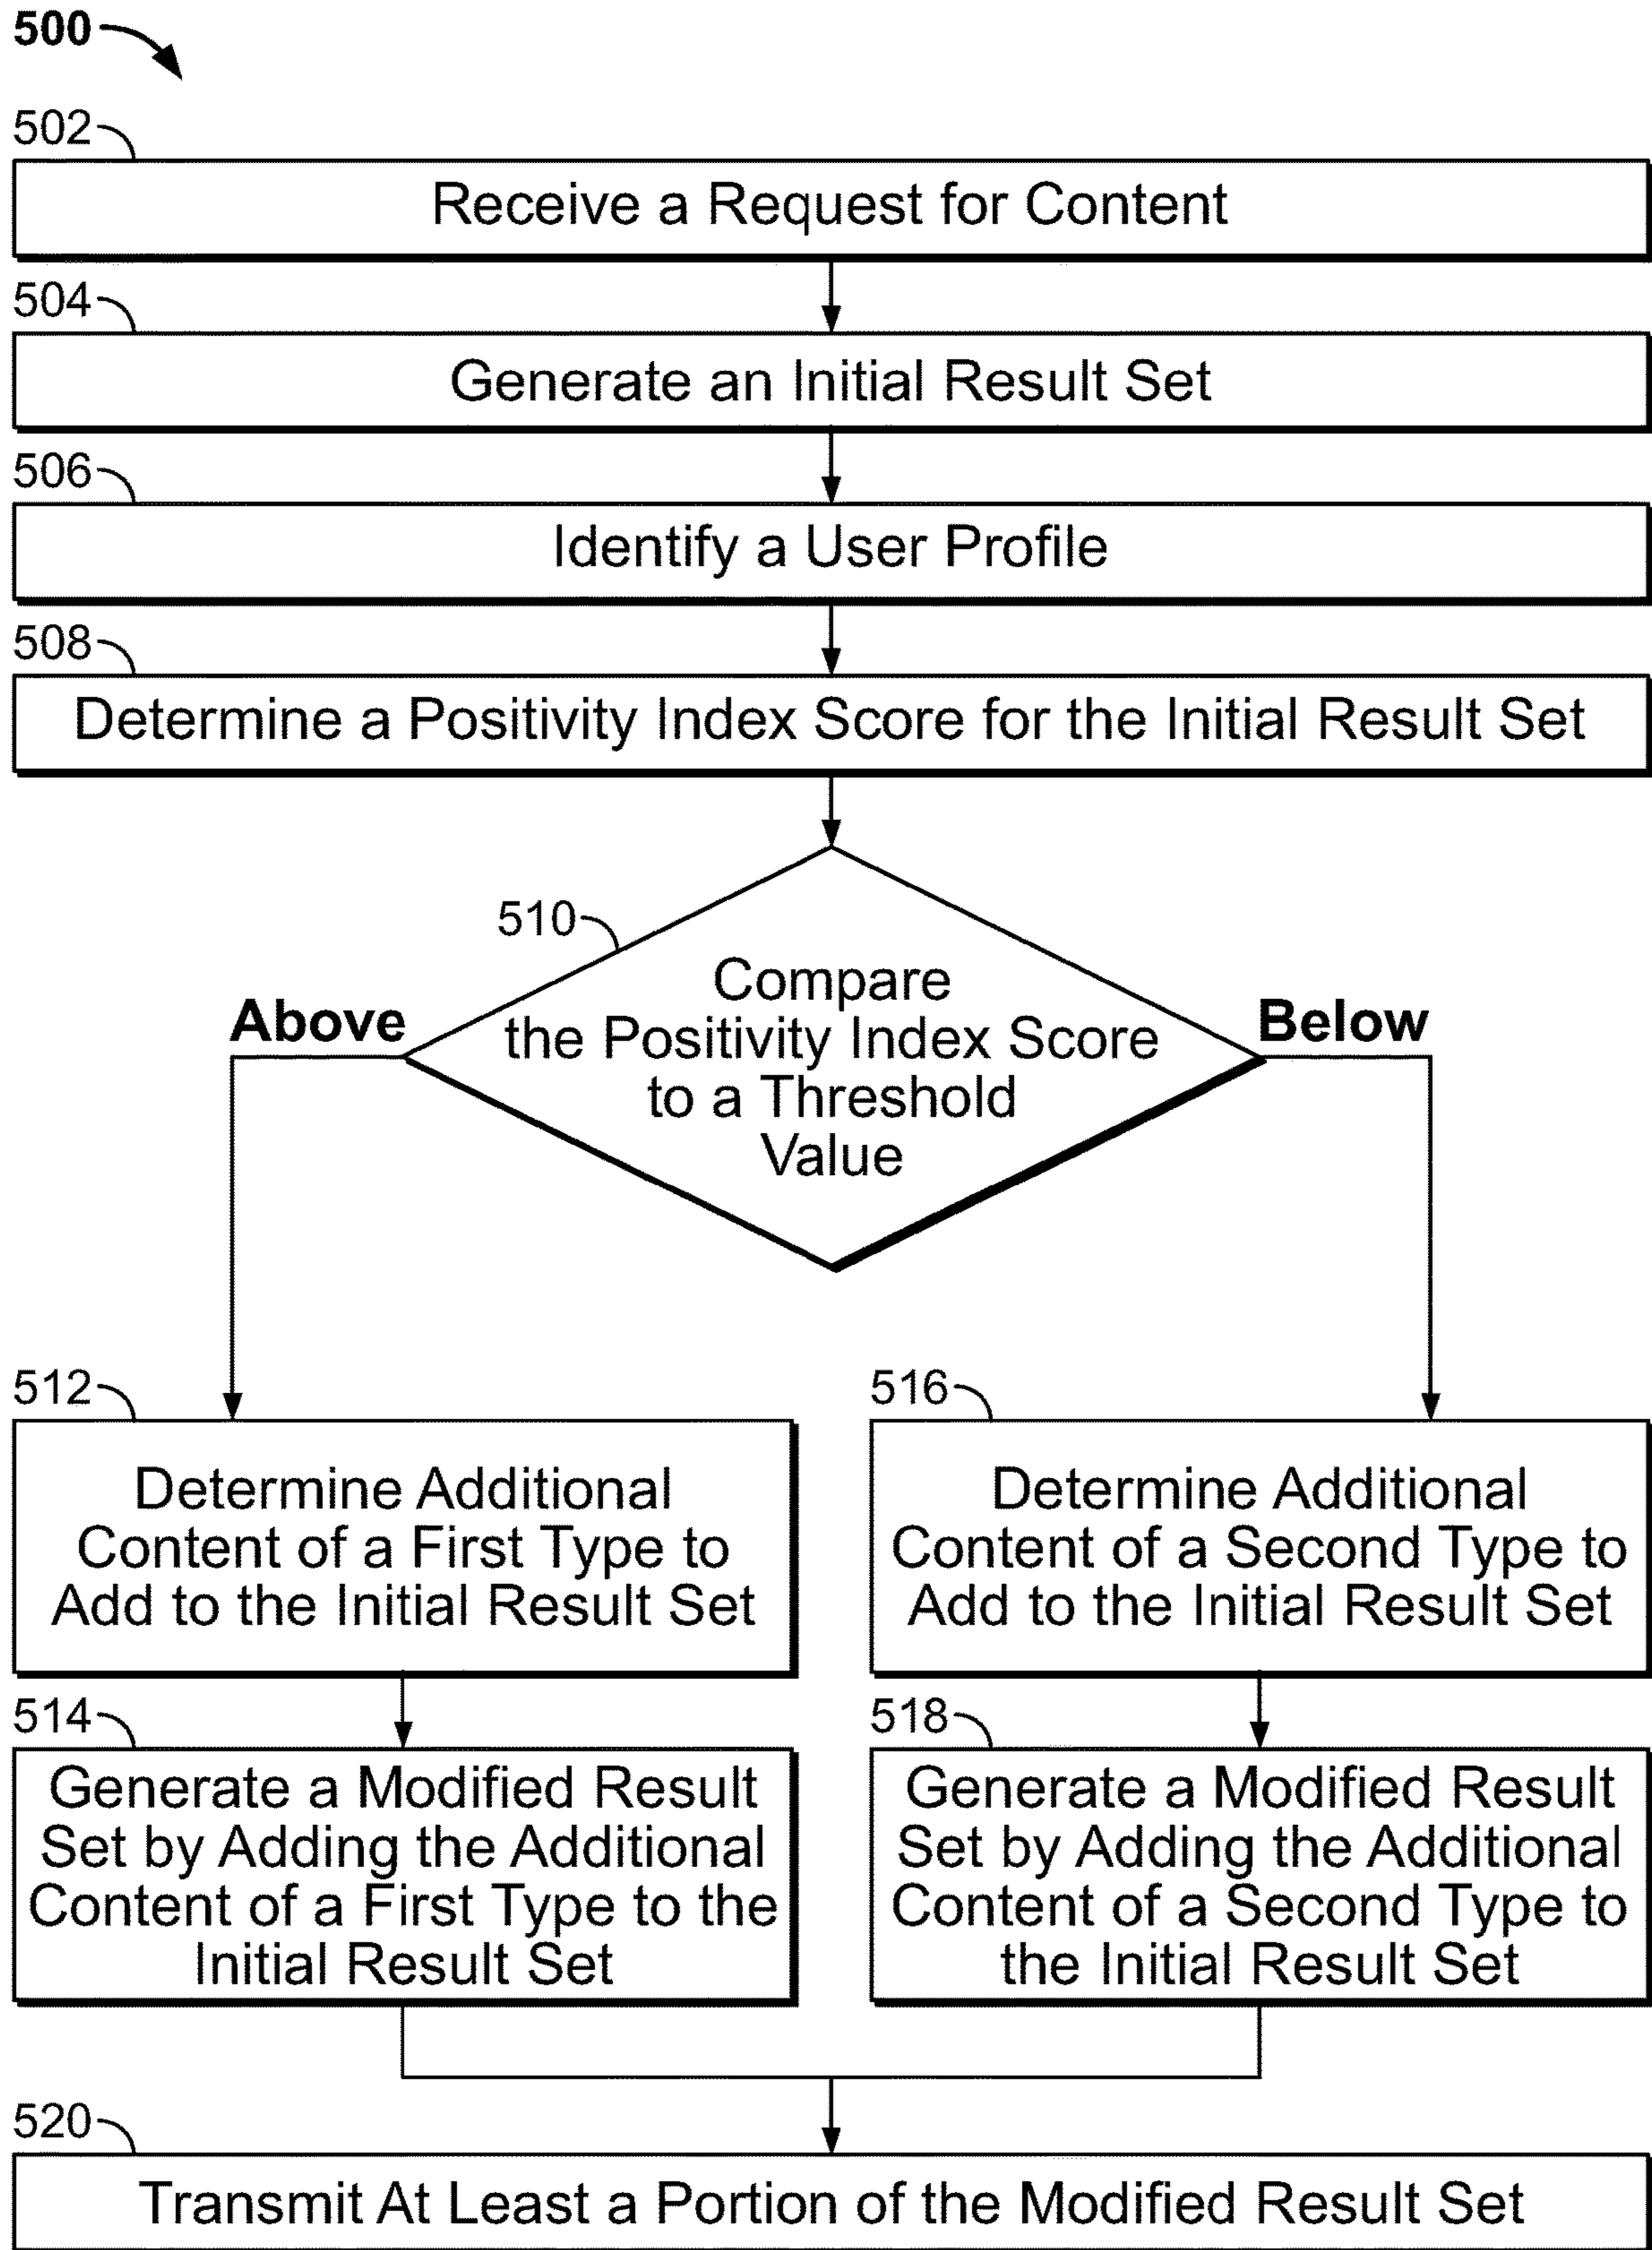 500
502
Receive a Request for Content
504
Generate an Initial Result Set
506
Identify a User Profile
508
Determine a Positivity Index Score for the Initial Result Set
510
Compare
the Positivity Index Score
to a Threshold
Value
Above
Below
512
Determine Additional
Content of a First Type to
Add to the Initial Result Set
516
Determine Additional
Content of a Second Type to
Add to the Initial Result Set
514
Generate a Modified Result
Set by Adding the Additional
Content of a First Type to the
Initial Result Set
518
Generate a Modified Result
Set by Adding the Additional
Content of a Second Type to
the Initial Result Set
520
Transmit At Least a Portion of the Modified Result Set